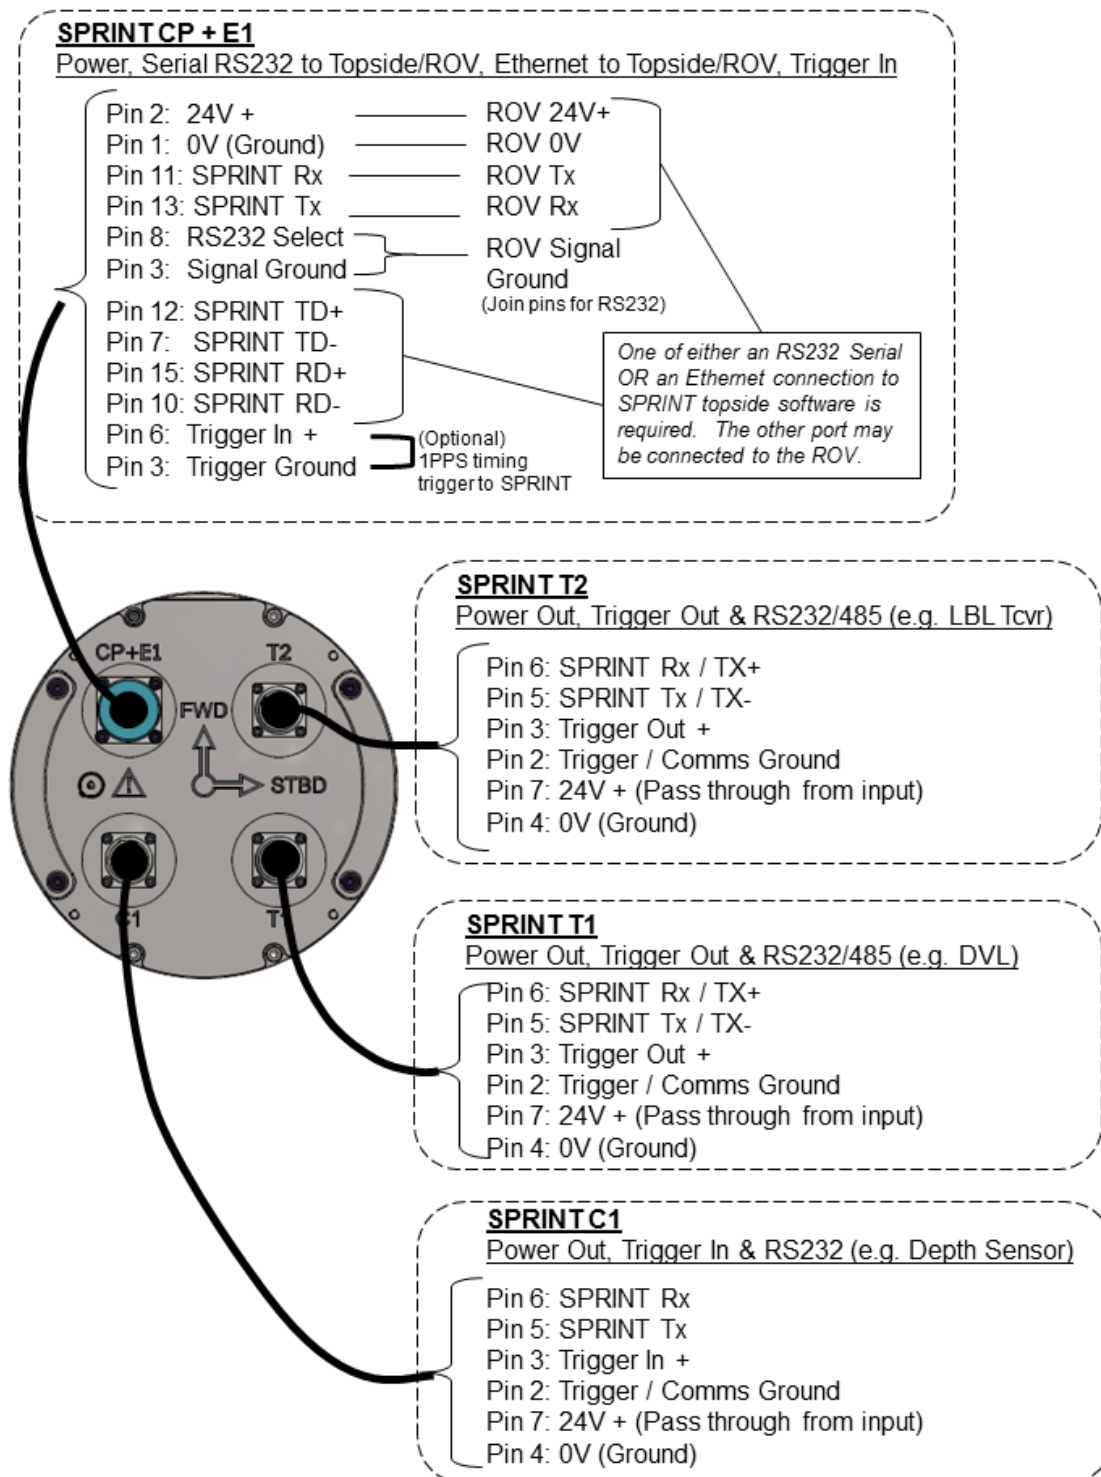 SPRINT CP + E1
Power, Serial RS232 to Topside/ROV, Ethernet to Topside/ROV, Trigger In
Pin 2: 24V + ROV 24V+
Pin 1: 0V (Ground) ROV 0V
Pin 11: SPRINT Rx ROV Tx
Pin 13: SPRINT Tx ROV Rx
Pin 8: RS232 Select
Pin 3: Signal Ground
ROV Signal
Ground
(Join pins for RS232)
Pin 12: SPRINT TD+
Pin 7: SPRINT TD-
Pin 15: SPRINT RD+
Pin 10: SPRINT RD-
Pin 6: Trigger In +
Pin 3: Trigger Ground
(Optional)
1PPS timing
trigger to SPRINT
One of either an RS232 Serial
OR an Ethernet connection to
SPRINT topside software is
required. The other port may
be connected to the ROV.
CP+E1
T2
FWD
STBD
C1
T1
SPRINT T2
Power Out, Trigger Out & RS232/485 (e.g. LBL Tcvr)
Pin 6: SPRINT Rx / TX+
Pin 5: SPRINT Tx / TX-
Pin 3: Trigger Out +
Pin 2: Trigger / Comms Ground
Pin 7: 24V + (Pass through from input)
Pin 4: 0V (Ground)
SPRINT T1
Power Out, Trigger Out & RS232/485 (e.g. DVL)
Pin 6: SPRINT Rx / TX+
Pin 5: SPRINT Tx / TX-
Pin 3: Trigger Out +
Pin 2: Trigger / Comms Ground
Pin 7: 24V + (Pass through from input)
Pin 4: 0V (Ground)
SPRINT C1
Power Out, Trigger In & RS232 (e.g. Depth Sensor)
Pin 6: SPRINT Rx
Pin 5: SPRINT Tx
Pin 3: Trigger In +
Pin 2: Trigger / Comms Ground
Pin 7: 24V + (Pass through from input)
Pin 4: 0V (Ground)